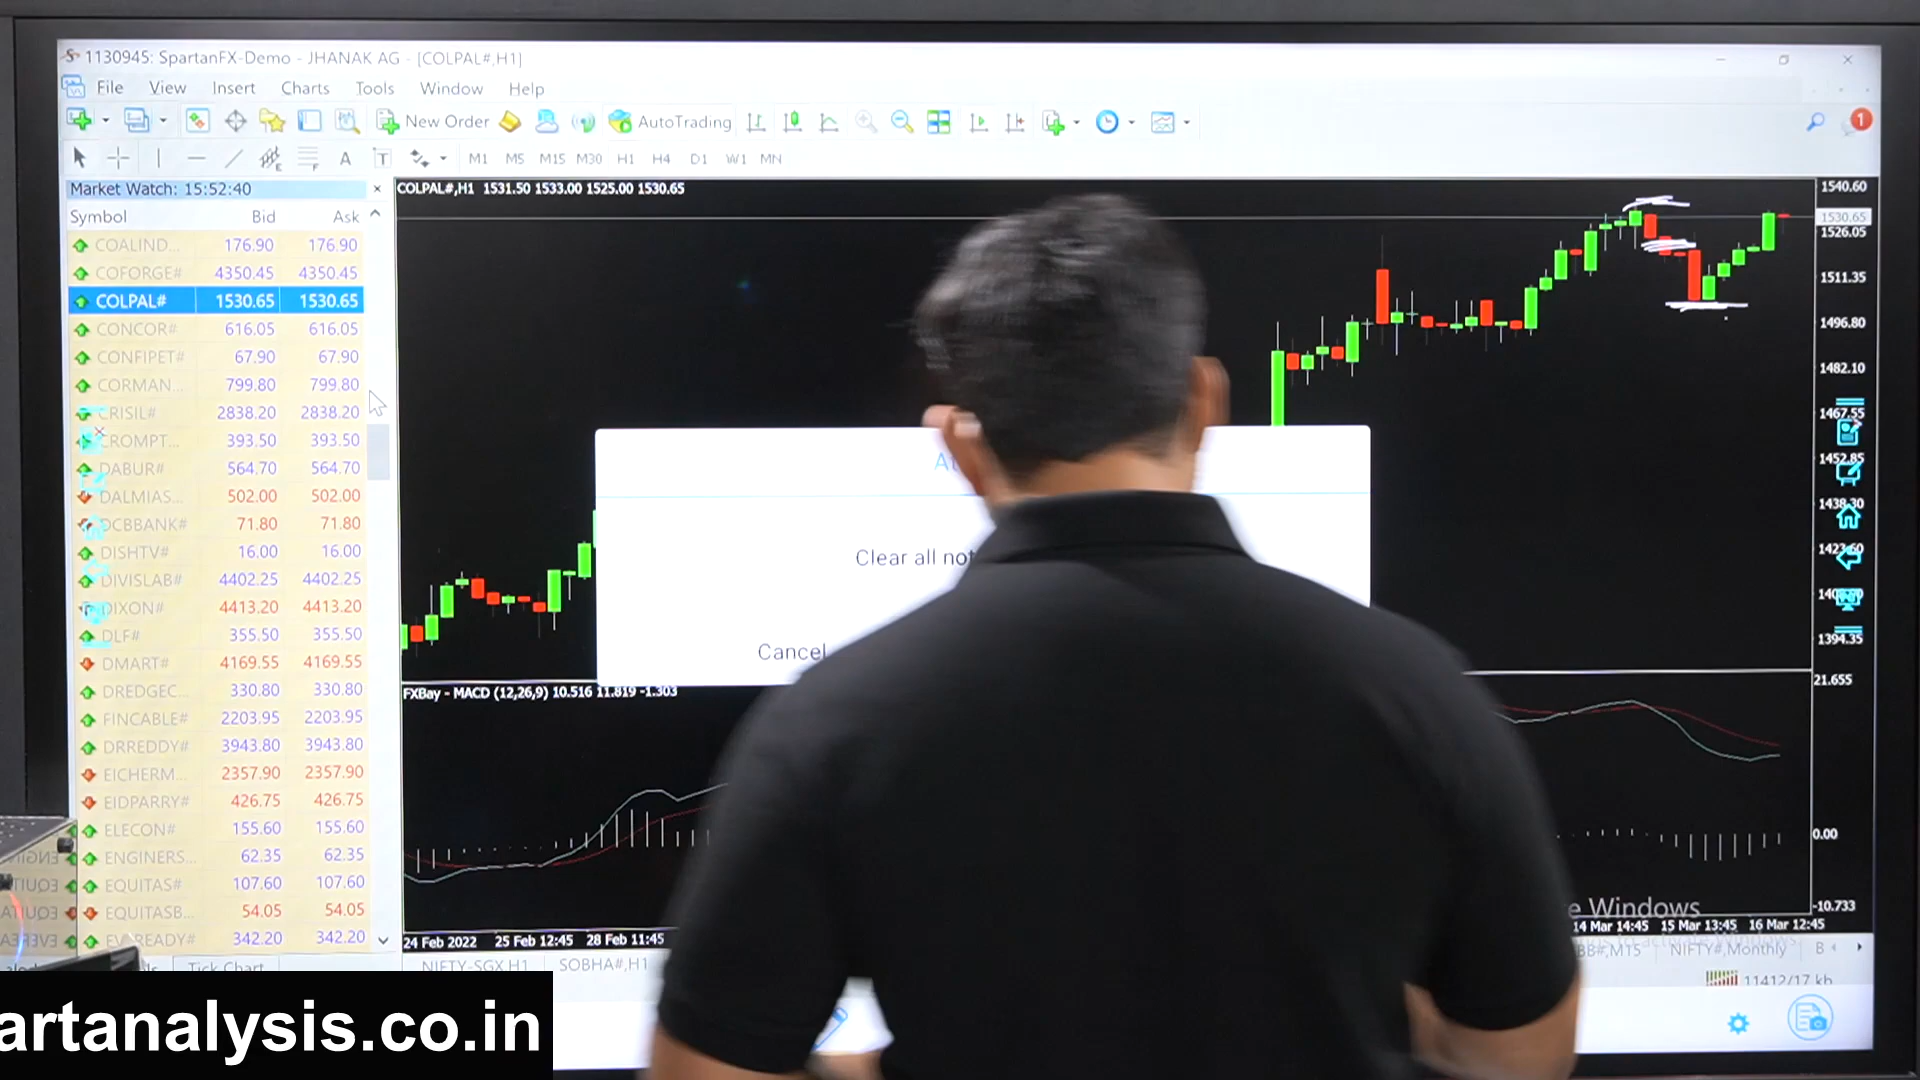 1130945: SpartanFX-Demo - JHANAK AG - [COLPAL#,H1]
File View Insert Charts Tools Window Help
New Order AutoTrading 1
A T M1 M5 M15 M30 H1 H4 D1 W1 MN
Market Watch: 15:52:40
Symbol Bid Ask
COALIND... 176.90 176.90
COFORGE# 4350.45 4350.45
COLPAL# 1530.65 1530.65
CONCOR# 616.05 616.05
CONFIPET# 67.90 67.90
CORMAN... 799.80 799.80
CRISIL# 2838.20 2838.20
CROMPT... 393.50 393.50
DABUR# 564.70 564.70
DALMIAS... 502.00 502.00
DCBBANK# 71.80 71.80
DISHTV# 16.00 16.00
DIVISLAB# 4402.25 4402.25
DIXON# 4413.20 4413.20
DLF# 355.50 355.50
DMART# 4169.55 4169.55
DREDGEC... 330.80 330.80
FINCABLE# 2203.95 2203.95
DRREDDY# 3943.80 3943.80
EICHERM... 2357.90 2357.90
EIDPARRY# 426.75 426.75
ELECON# 155.60 155.60
ENGINERS... 62.35 62.35
EQUITAS# 107.60 107.60
EQUITASB... 54.05 54.05
EVEREADY# 342.20 342.20
Tick Chart
COLPAL#,H1 1531.50 1533.00 1525.00 1530.65
1540.60
1530.65
1526.05
1511.35
1496.80
1482.10
1467.55
1452.85
1438.30
1423.60
1394.35
Clear all
Cancel
FXBay - MACD (12,26,9) 10.516 11.819 -1.303
21.655
0.00
-10.733
Windows
24 Feb 2022 25 Feb 12:45 28 Feb 11:45 14 Mar 14:45 15 Mar 13:45 16 Mar 12:45
NIFTY-SGX,H1 SOBHA#,H1 BB#,M15 NIFTY#,Monthly B
11412/17 kb
artanalysis.co.in